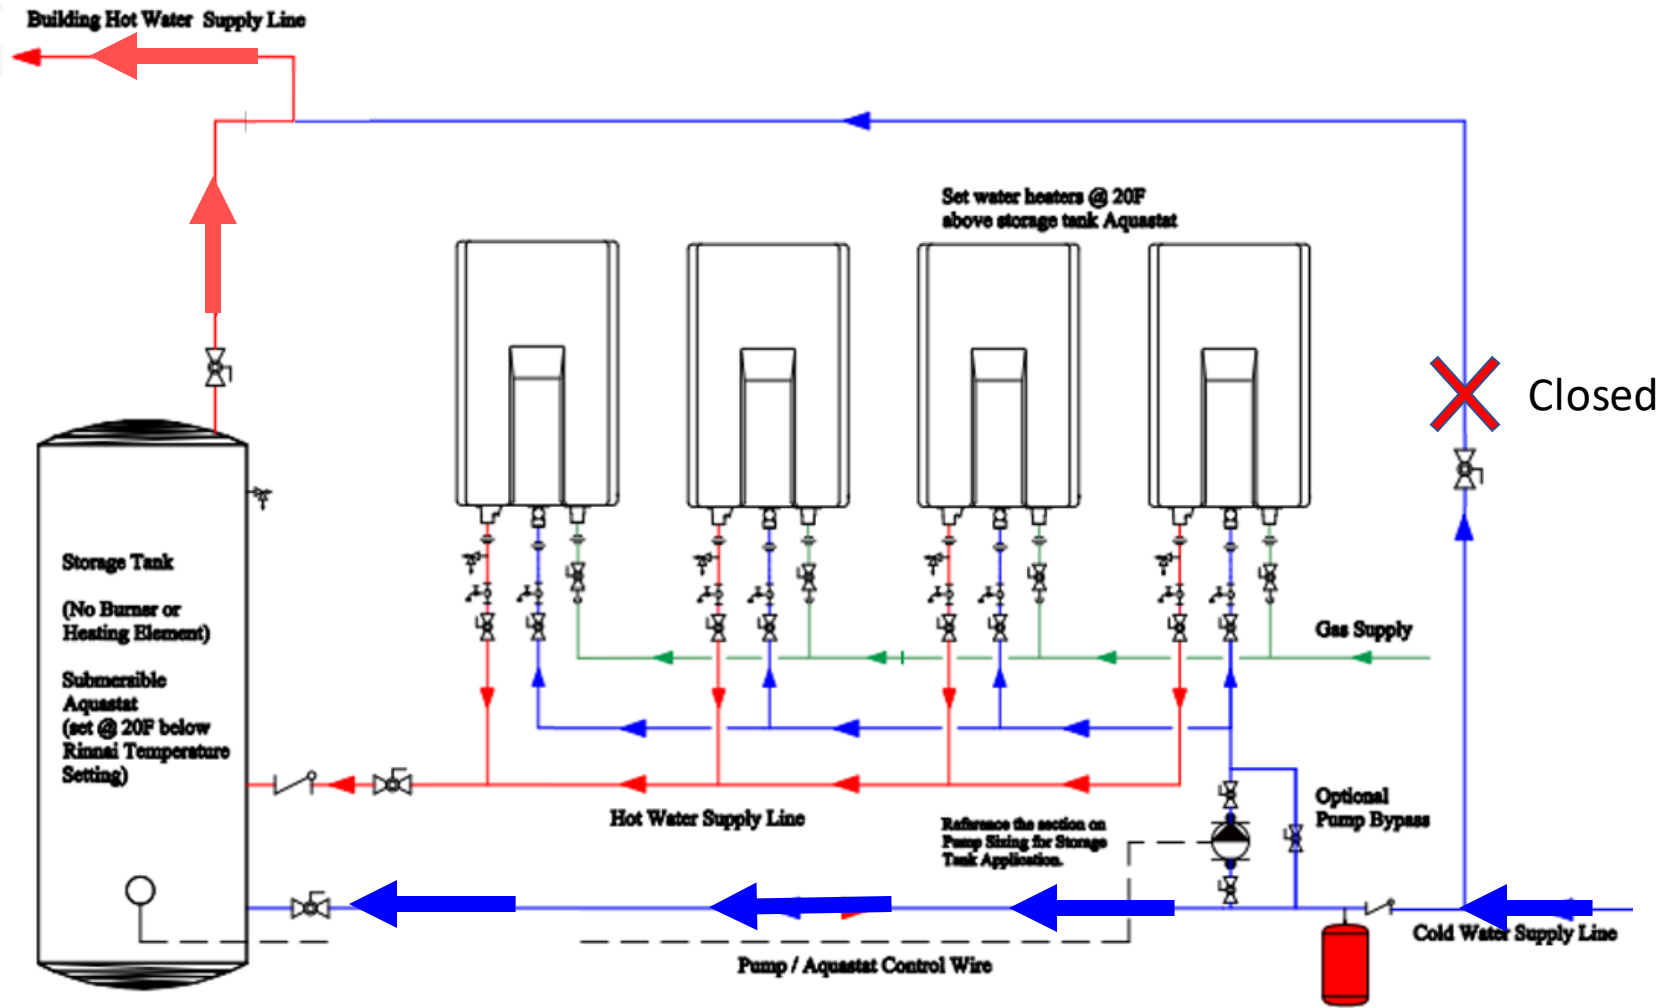 Building Hot Water Supply Line
Set water heaters @ 20F
above storage tank Aquastat
Closed
Storage Tank
(No Burner or
Heating Element)
Submersible
Aquastat
(set @ 20F below
Rinnai Temperature
Setting)
Gas Supply
Hot Water Supply Line
Reference the section on
Pump Sizing for Storage
Tank Application.
Optional
Pump Bypass
Cold Water Supply Line
Pump / Aquastat Control Wire